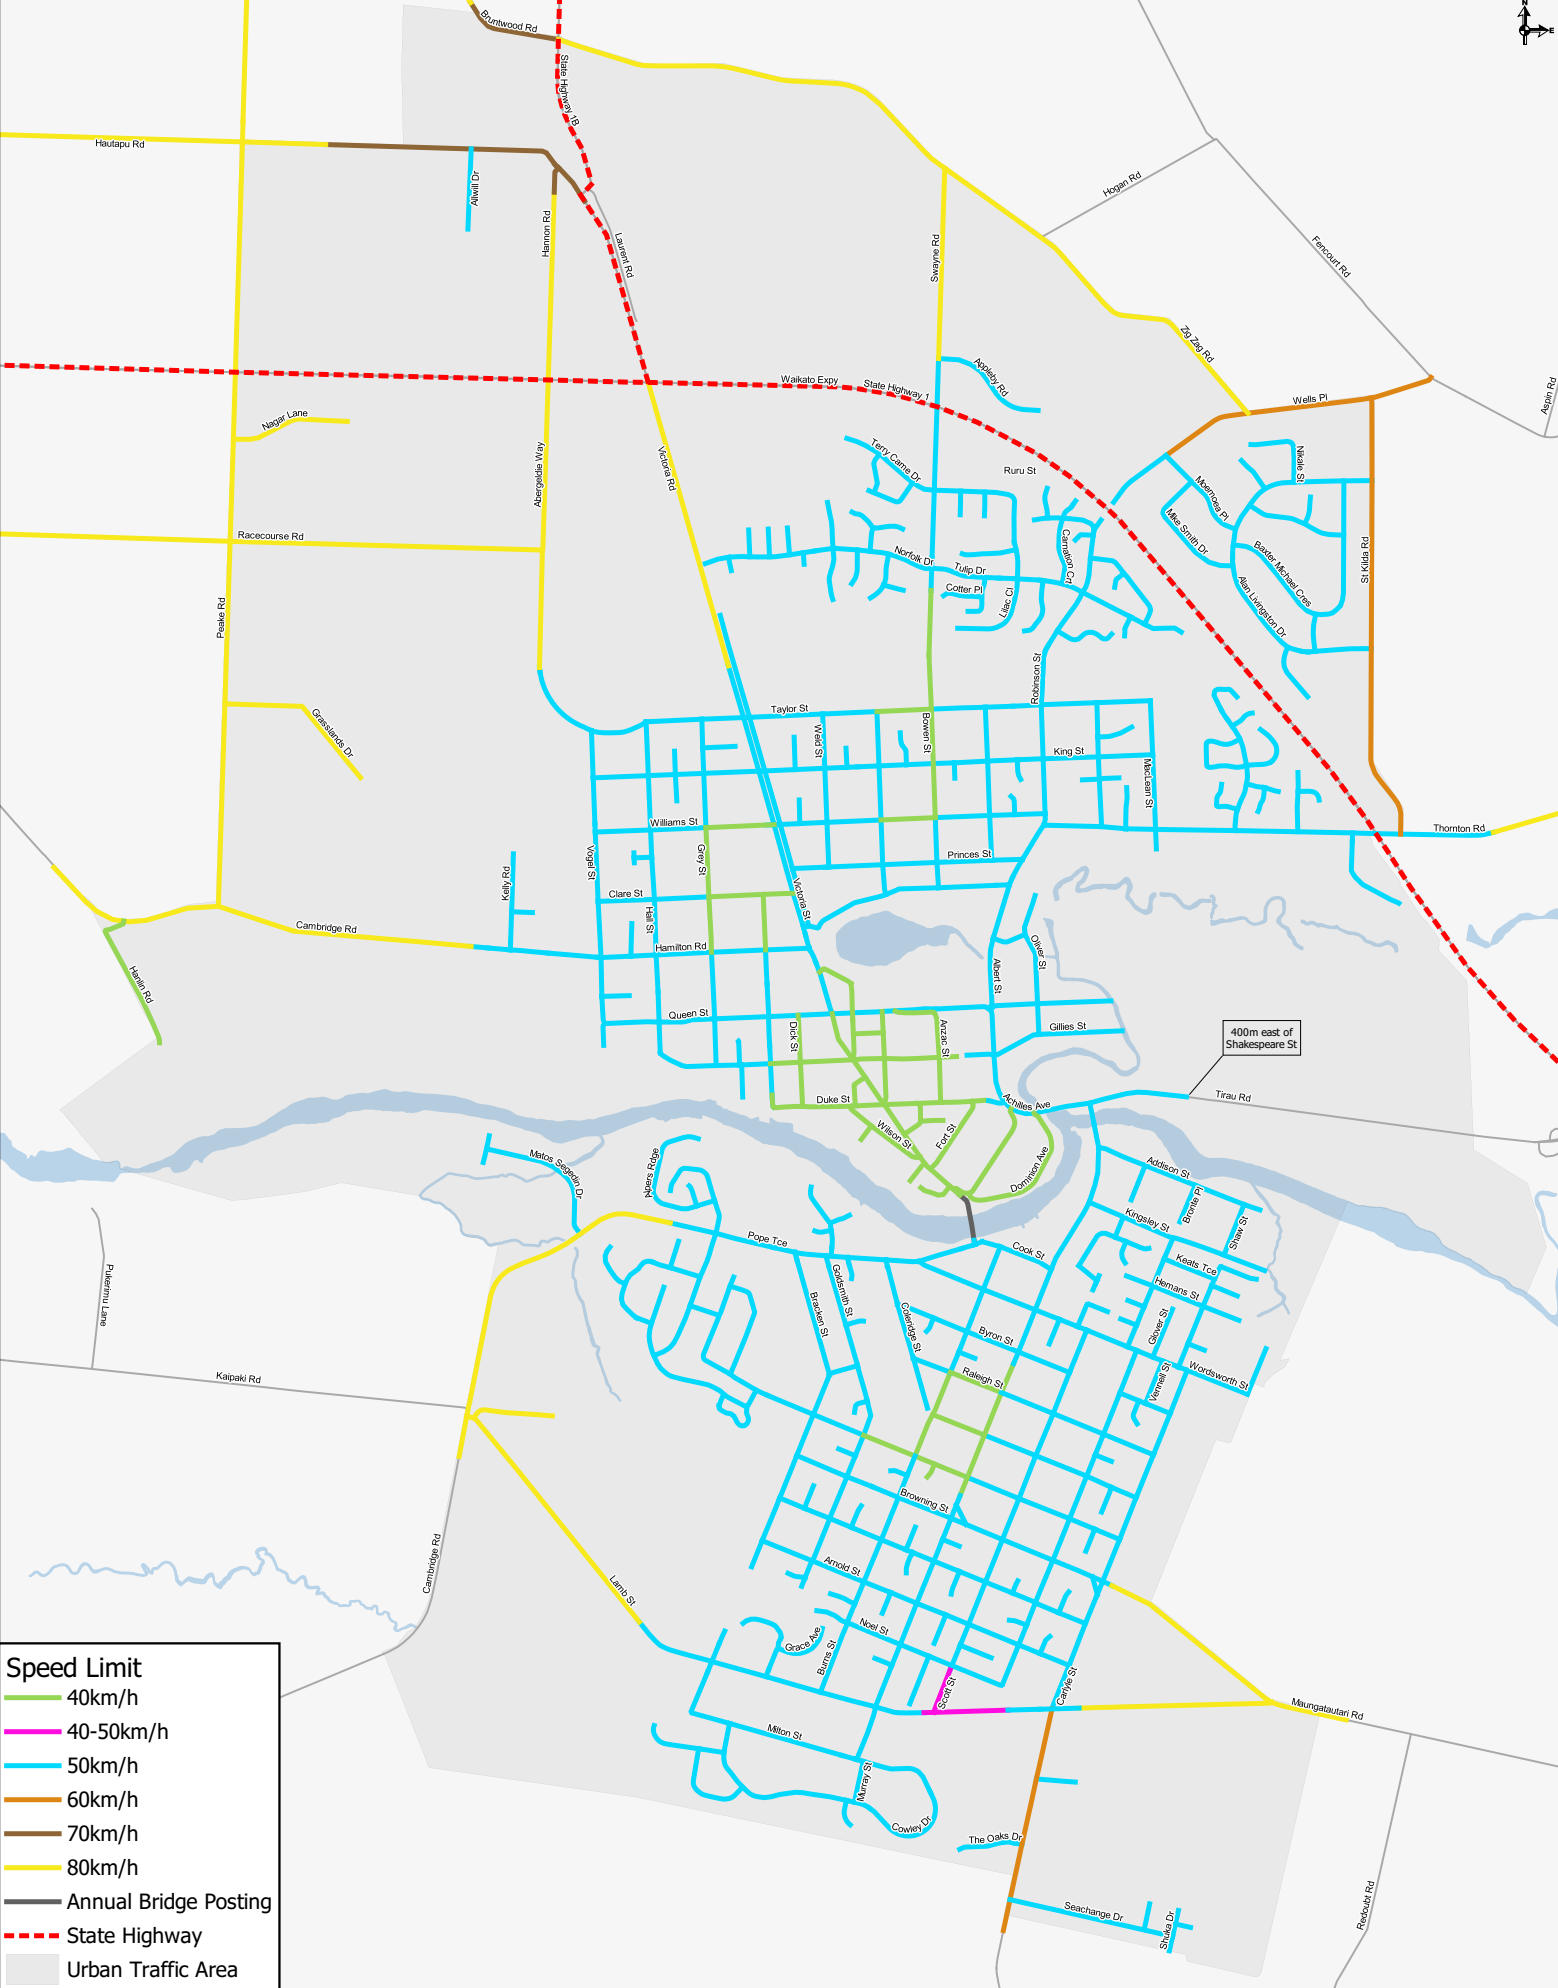 N
E
Bruntwood Rd
State Highway 1B
Hautapu Rd
Allwill Dr
Hannon Rd
Laurent Rd
Swayne Rd
Hogan Rd
Fencourt Rd
Zig Zag Rd
Aspin Rd
Waikato Expy
State Highway 1
Appleby Rd
Wells Pl
Nagar Lane
Abergeldie Way
Victoria Rd
Terry Came Dr
Ruru St
Nikale St
Moemoea Pl
Mike Smith Dr
Baxter Michael Cres
St Kilda Rd
Alan Livingston Dr
Racecourse Rd
Norfolk Dr
Tulip Dr
Cotter Pl
Lilac Cl
Carnation Crt
Peake Rd
Robinson St
Grasslands Dr
Taylor St
Weld St
Bowen St
King St
MacLean St
Williams St
Thornton Rd
Vogel St
Grey St
Princes St
Kelly Rd
Clare St
Hall St
Victoria St
Cambridge Rd
Hamilton Rd
Oliver St
Albert St
Hanlin Rd
Queen St
Dick St
Anzac St
Gillies St
400m east of
Shakespeare St
Duke St
Achilles Ave
Tirau Rd
Wilson St
Fort St
Dominion Ave
Matos Segedin Dr
Alpers Rdge
Addison St
Bronte Pl
Kingsley St
Shaw St
Pope Tce
Cook St
Keats Tce
Hemans St
Pukerimu Lane
Goldsmith St
Bracken St
Coleridge St
Byron St
Glover St
Raleigh St
Vennell St
Wordsworth St
Kaipaki Rd
Browning St
Cambridge Rd
Lamb St
Arnold St
Noel St
Grace Ave
Burns St
Scott St
Carlyle St
Maungatautari Rd
Milton St
Murray St
Cowley Dr
The Oaks Dr
Seachange Dr
Shuka Dr
Redoubt Rd
Speed Limit
40km/h
40-50km/h
50km/h
60km/h
70km/h
80km/h
Annual Bridge Posting
State Highway
Urban Traffic Area